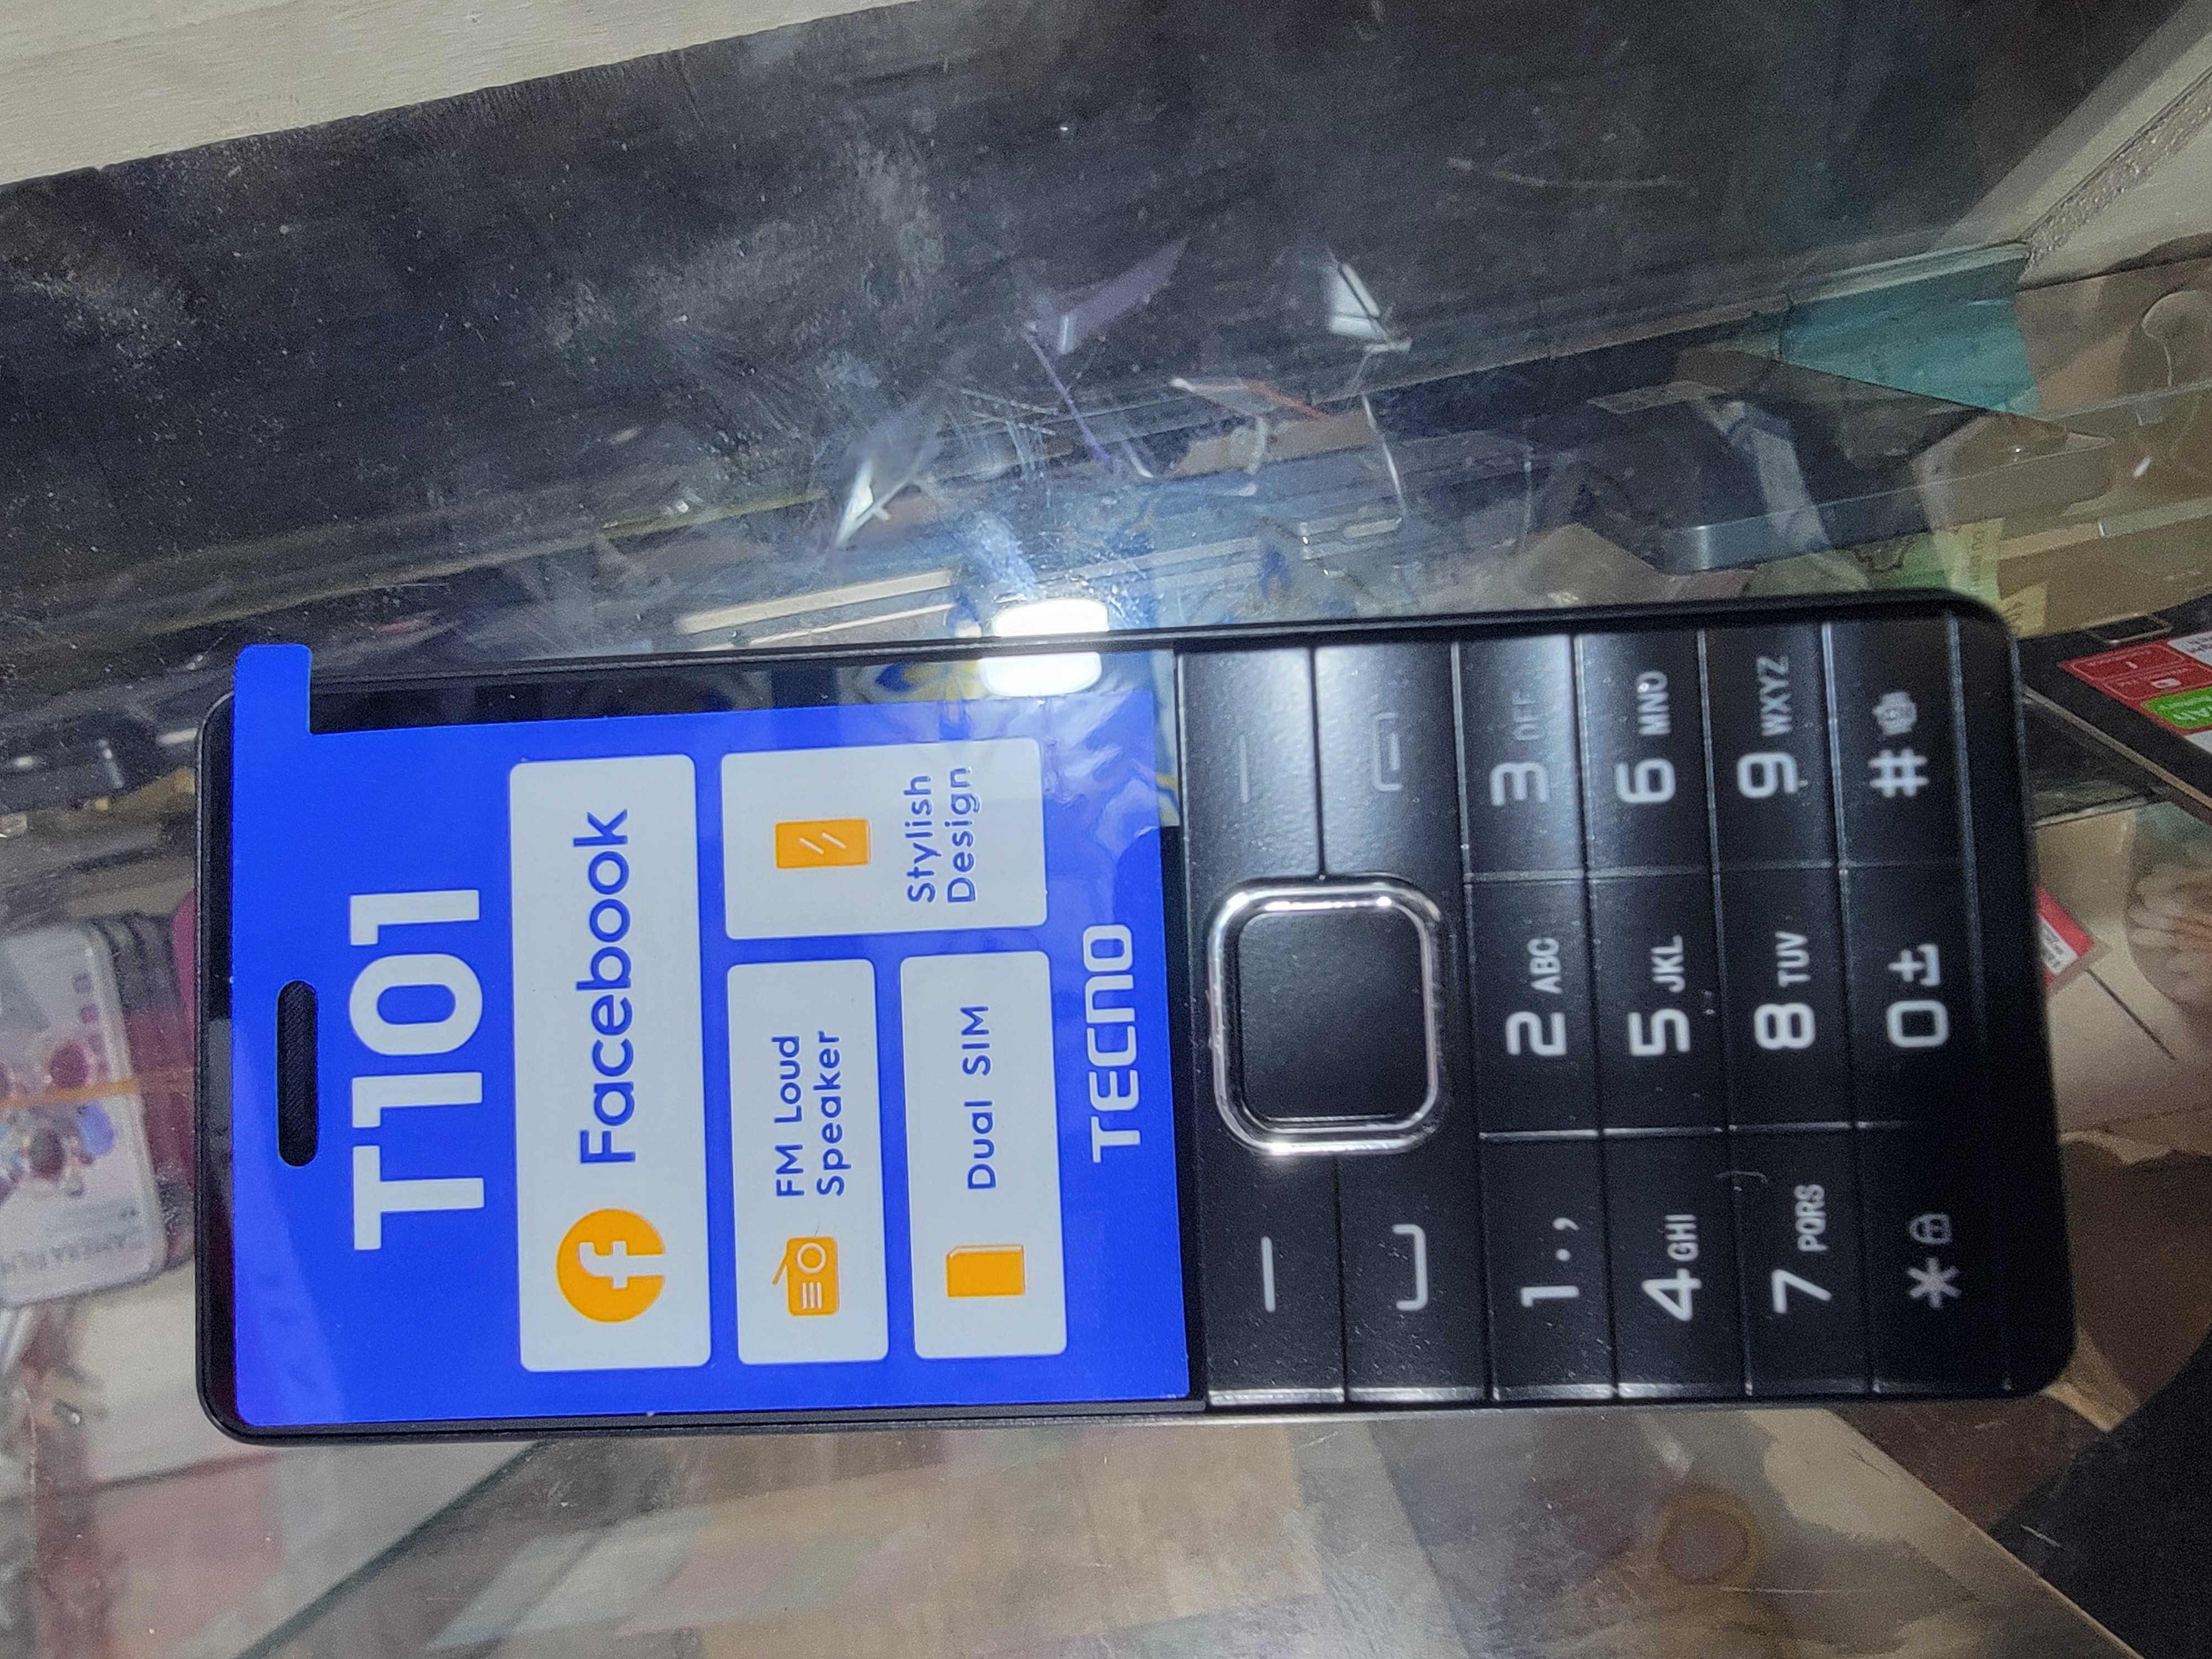 T101
Facebook
FM Loud
Speaker
Stylish
Design
Dual SIM
TECNO
1.,
2 ABC
3 DEF
4 GHI
5 JKL
6 MNO
7 PQRS
8 TUV
9 WXYZ
*
0
#